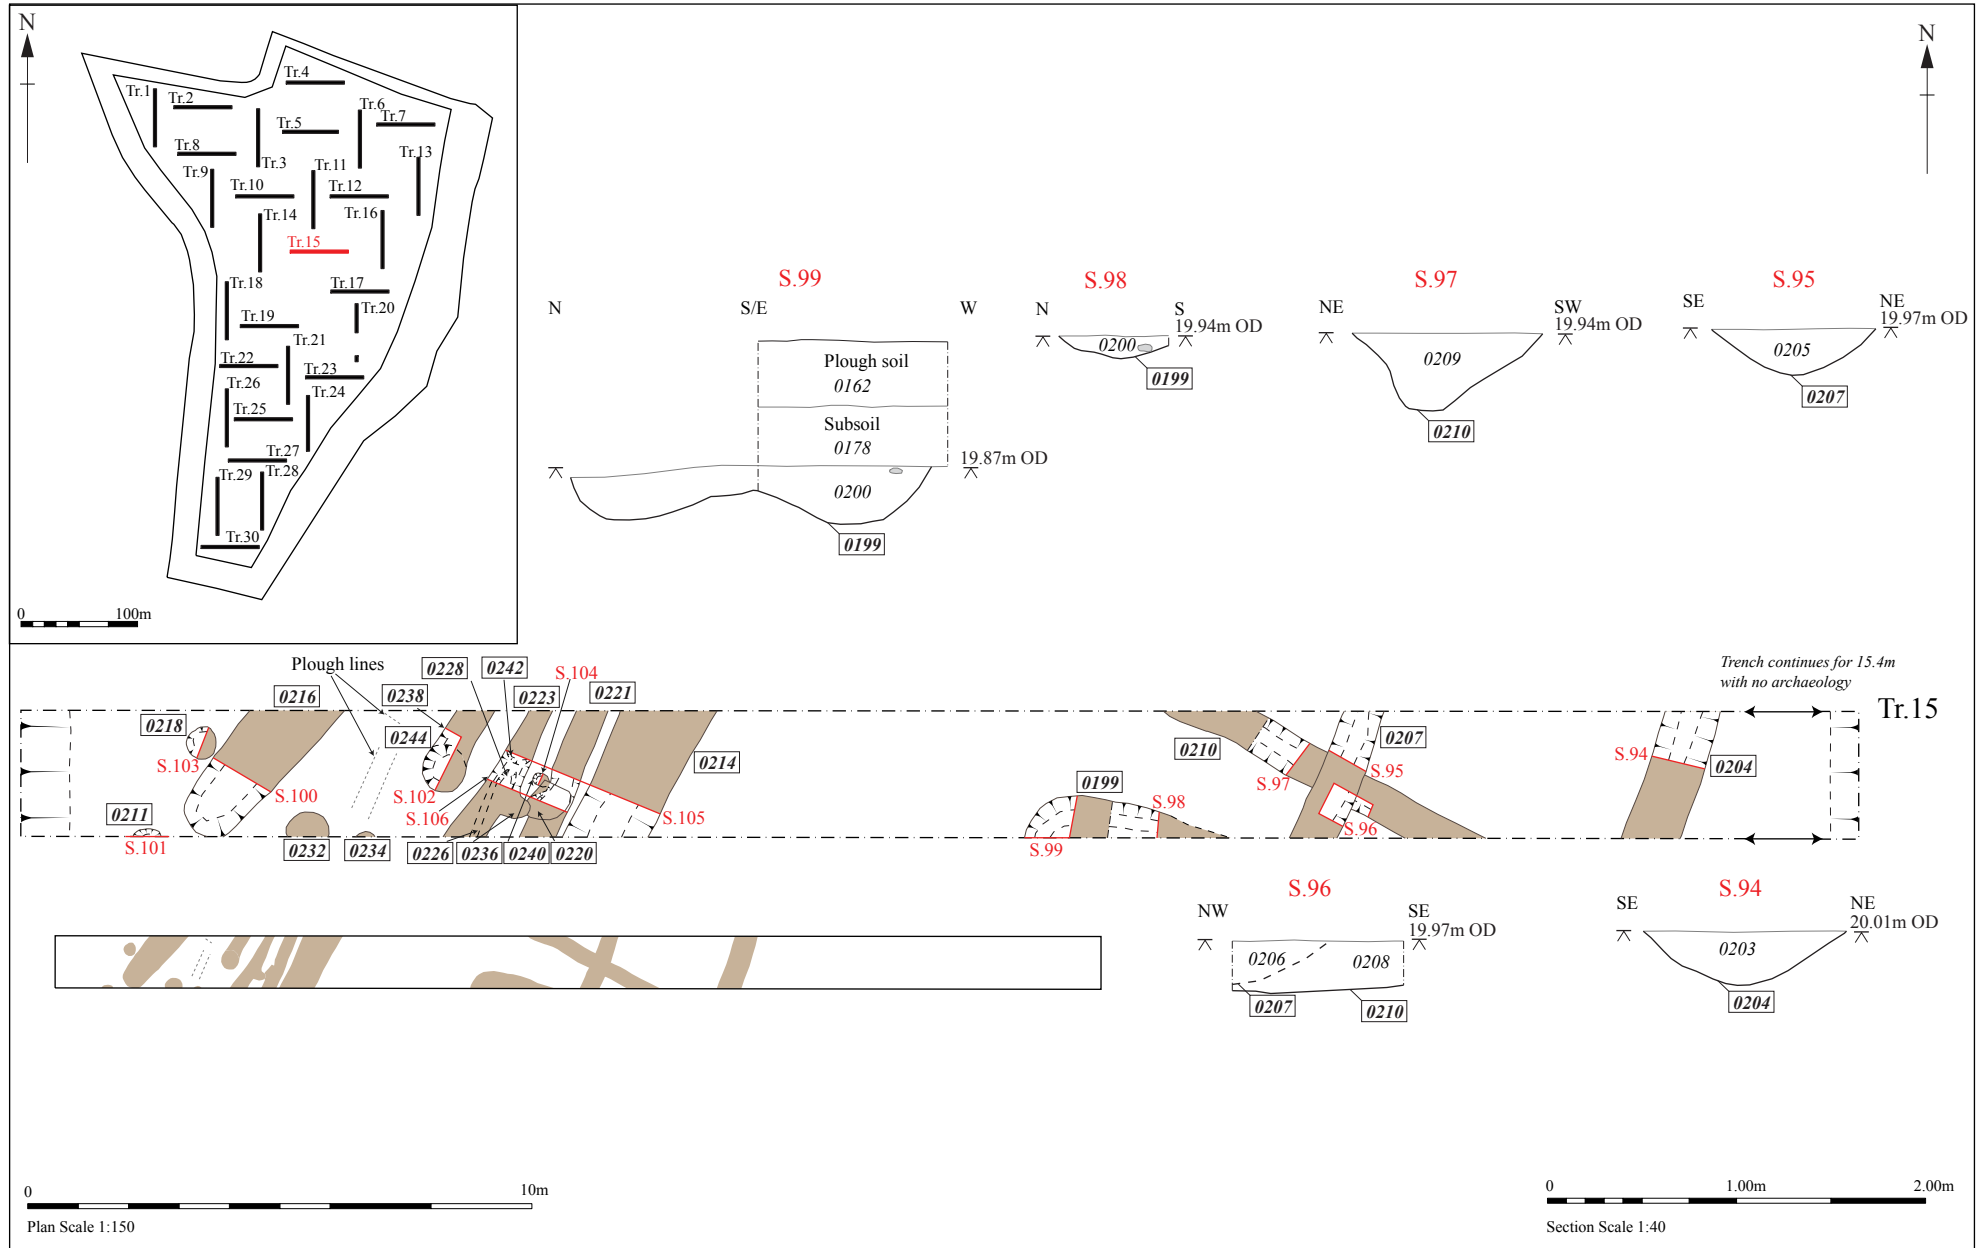 N
Tr.4
Tr.1
Tr.2
Tr.6
Tr.7
Tr.5
Tr.8
Tr.3
Tr.11
Tr.13
Tr.9
Tr.10
Tr.12
Tr.14
Tr.16
Tr.15
Tr.18
Tr.17
Tr.20
Tr.19
Tr.21
Tr.22
Tr.23
Tr.26
Tr.24
Tr.25
Tr.27
Tr.29
Tr.28
Tr.30
0 100m
N
S.99
N S/E W
Plough soil
0162
Subsoil
0178
19.87m OD
0200
0199
S.98
N S
19.94m OD
0200
0199
S.97
NE SW
19.94m OD
0209
0210
S.95
SE NE
19.97m OD
0205
0207
Plough lines
0216
0218
0238
0228
0242
S.104
0223
0221
0244
0214
S.103
S.100
S.102
S.106
S.105
0211
S.101
0232
0234
0226
0236
0240
0220
0199
S.98
S.99
0210
S.97
0207
S.95
S.96
S.94
0204
Trench continues for 15.4m
with no archaeology
Tr.15
S.96
NW SE
19.97m OD
0206
0208
0207
0210
S.94
SE NE
20.01m OD
0203
0204
0 10m
Plan Scale 1:150
0 1.00m 2.00m
Section Scale 1:40